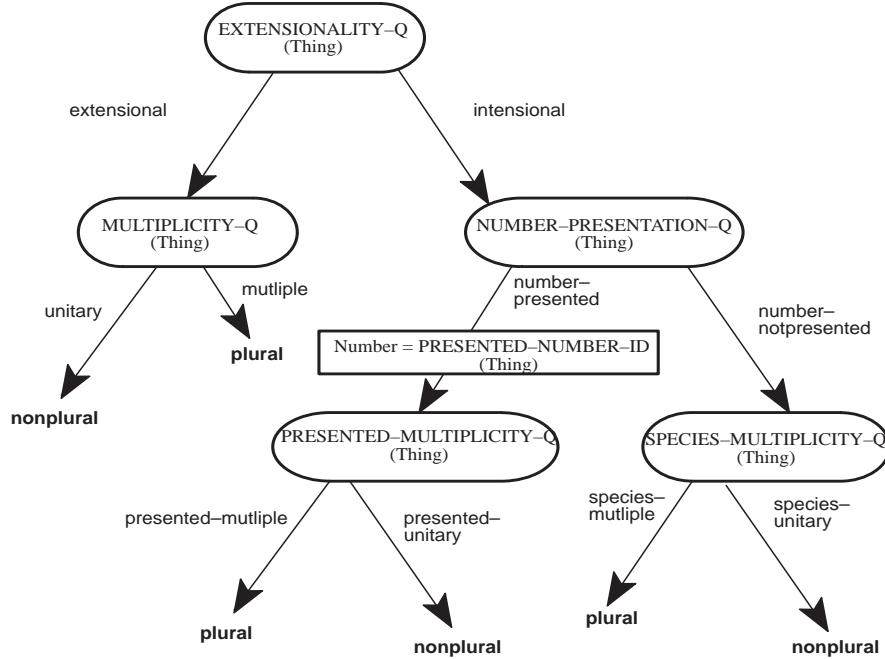 EXTENSIONALITY–Q
(Thing)
extensional
intensional
MULTIPLICITY–Q
(Thing)
NUMBER–PRESENTATION–Q
(Thing)
unitary
mutliple
number–
presented
number–
notpresented
plural
nonplural
Number = PRESENTED–NUMBER–ID
(Thing)
PRESENTED–MULTIPLICITY–Q
(Thing)
SPECIES–MULTIPLICITY–Q
(Thing)
presented–mutliple
presented–
unitary
species–
mutliple
species–
unitary
plural
nonplural
plural
nonplural